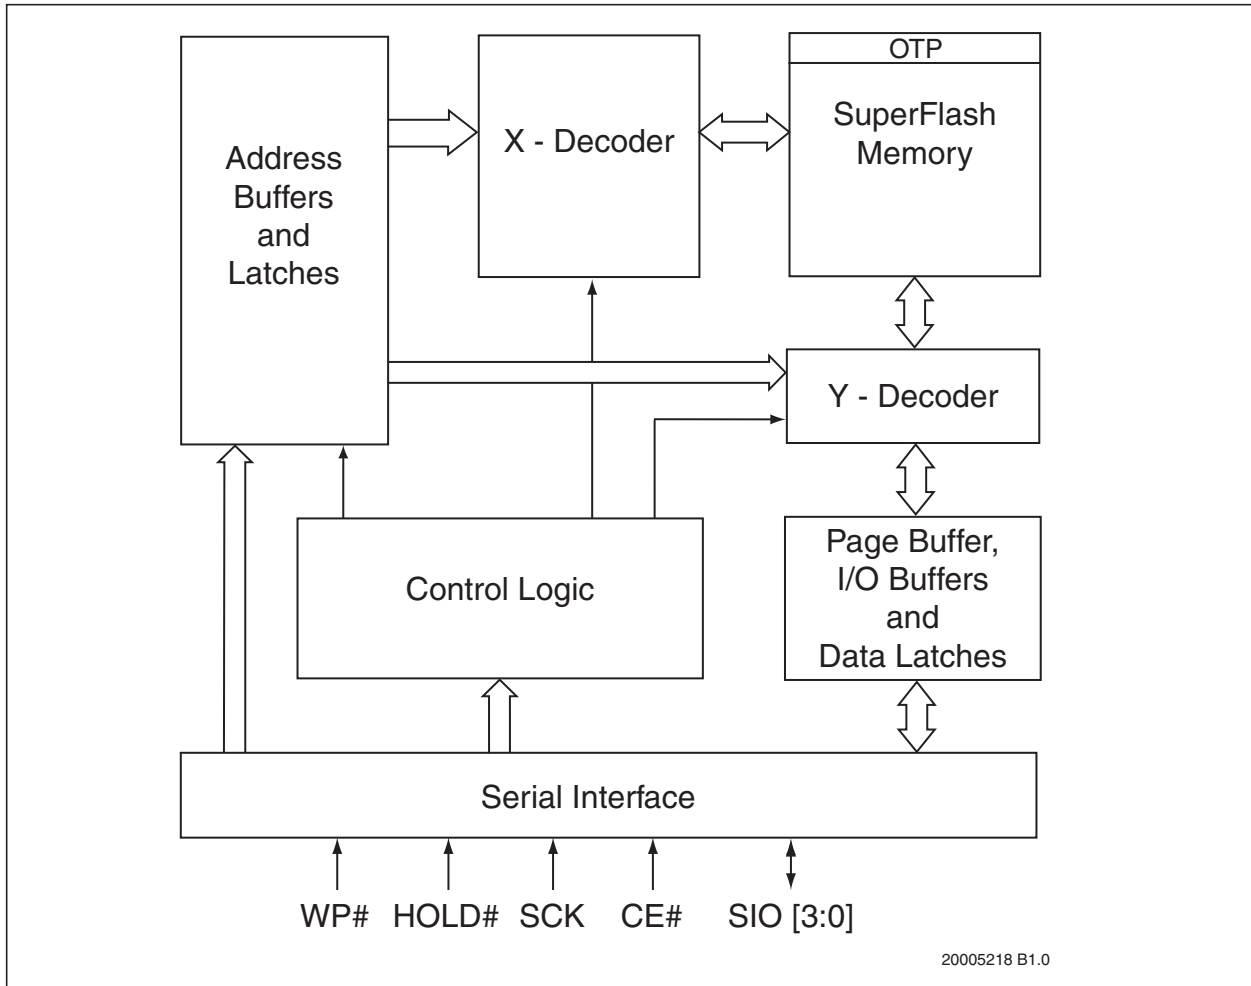 OTP
SuperFlash
Memory
X - Decoder
Address
Buffers
and
Latches
Y - Decoder
Page Buffer,
I/O Buffers
and
Data Latches
Control Logic
Serial Interface
WP# HOLD# SCK CE# SIO [3:0]
20005218 B1.0